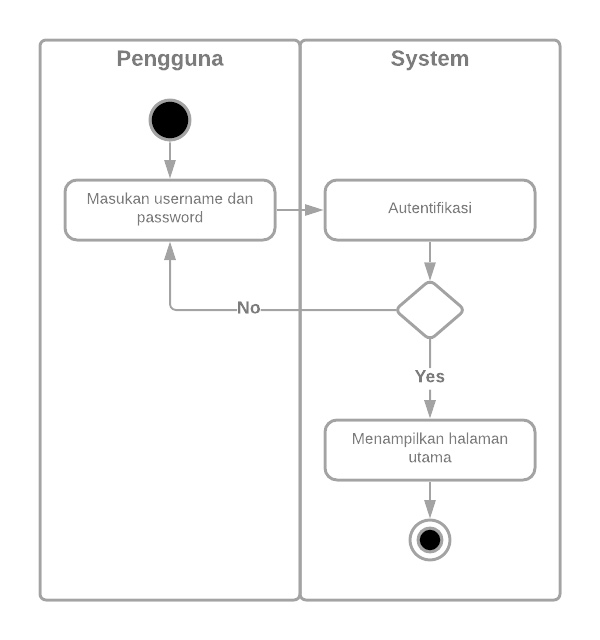 Pengguna
System
Masukan username dan
password
Autentifikasi
No
Yes
Menampilkan halaman
utama